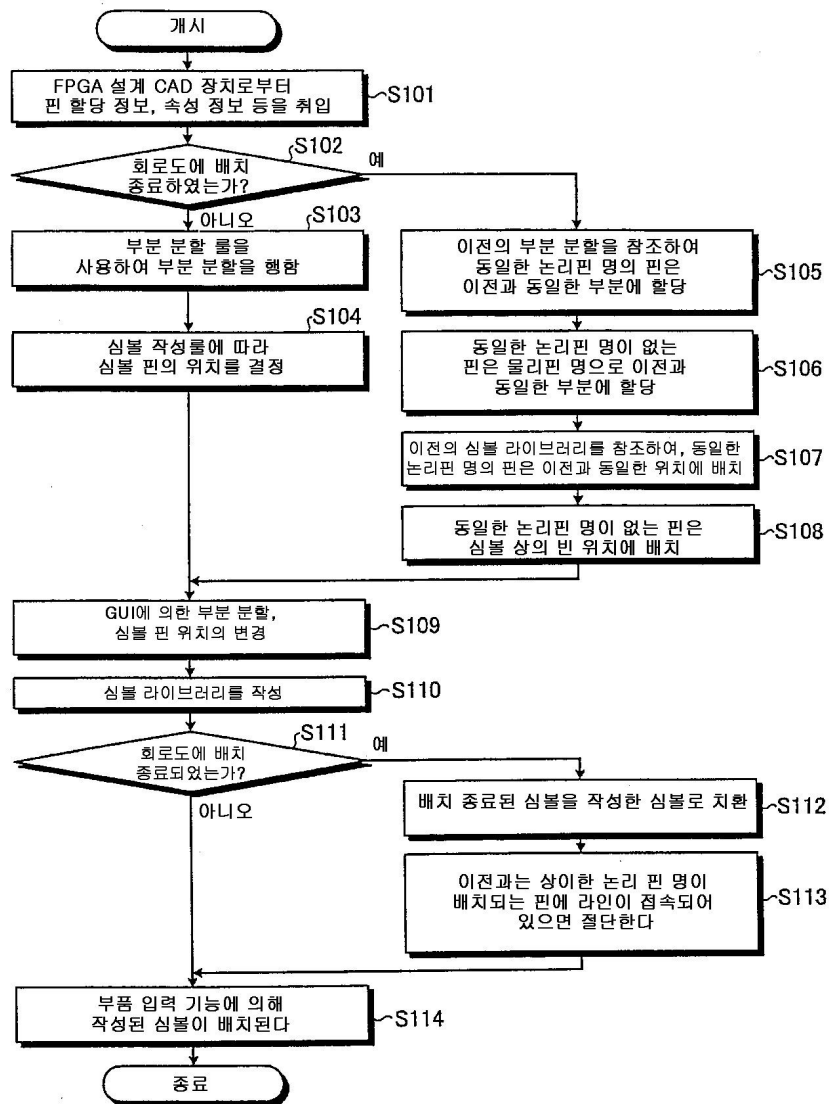 개시
FPGA 설계 CAD 장치로부터
핀 할당 정보, 속성 정보 등을 취입
S101
S102
회로도에 배치
종료하였는가?
예
아니오
S103
부분 분할 룰을
사용하여 부분 분할을 행함
S104
심볼 작성룰에 따라
심볼 핀의 위치를 결정
이전의 부분 분할을 참조하여
동일한 논리핀 명의 핀은
이전과 동일한 부분에 할당
S105
동일한 논리핀 명이 없는
핀은 물리핀 명으로 이전과
동일한 부분에 할당
S106
이전의 심볼 라이브러리를 참조하여, 동일한
논리핀 명의 핀은 이전과 동일한 위치에 배치
S107
동일한 논리핀 명이 없는 핀은
심볼 상의 빈 위치에 배치
S108
GUI에 의한 부분 분할,
심볼 핀 위치의 변경
S109
심볼 라이브러리를 작성
S110
S111
회로도에 배치
종료되었는가?
예
아니오
배치 종료된 심볼을 작성한 심볼로 치환
S112
이전과는 상이한 논리 핀 명이
배치되는 핀에 라인이 접속되어
있으면 절단한다
S113
부품 입력 기능에 의해
작성된 심볼이 배치된다
S114
종료